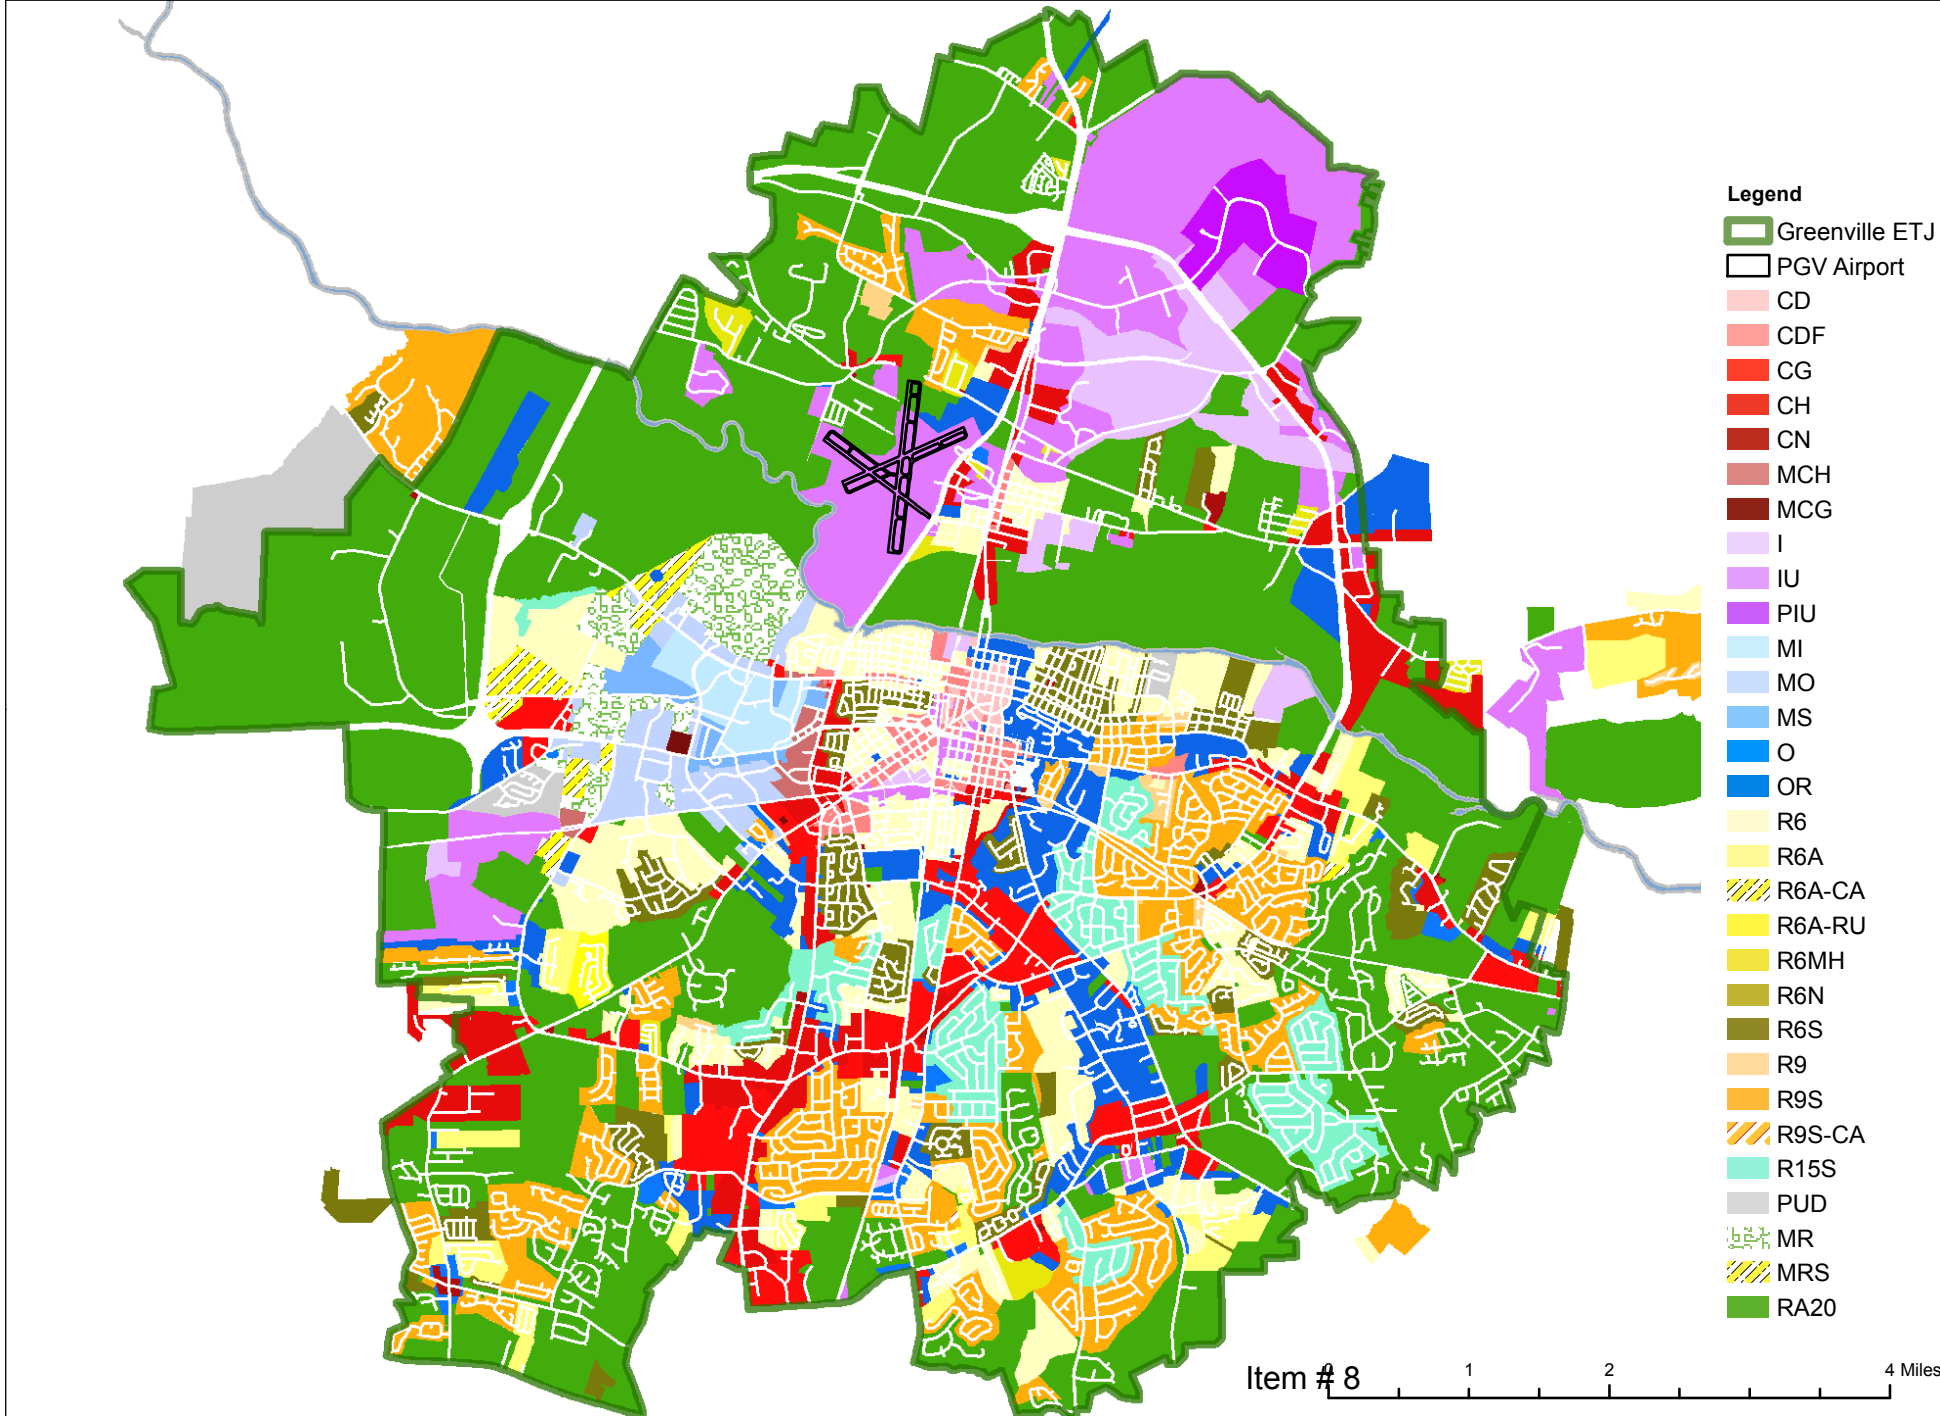 Legend
Greenville ETJ
PGV Airport
CD
CDF
CG
CH
CN
MCH
MCG
I
IU
PIU
MI
MO
MS
O
OR
R6
R6A
R6A-CA
R6A-RU
R6MH
R6N
R6S
R9
R9S
R9S-CA
R15S
PUD
MR
MRS
RA20
0 1 2 4 Miles
Item # 8